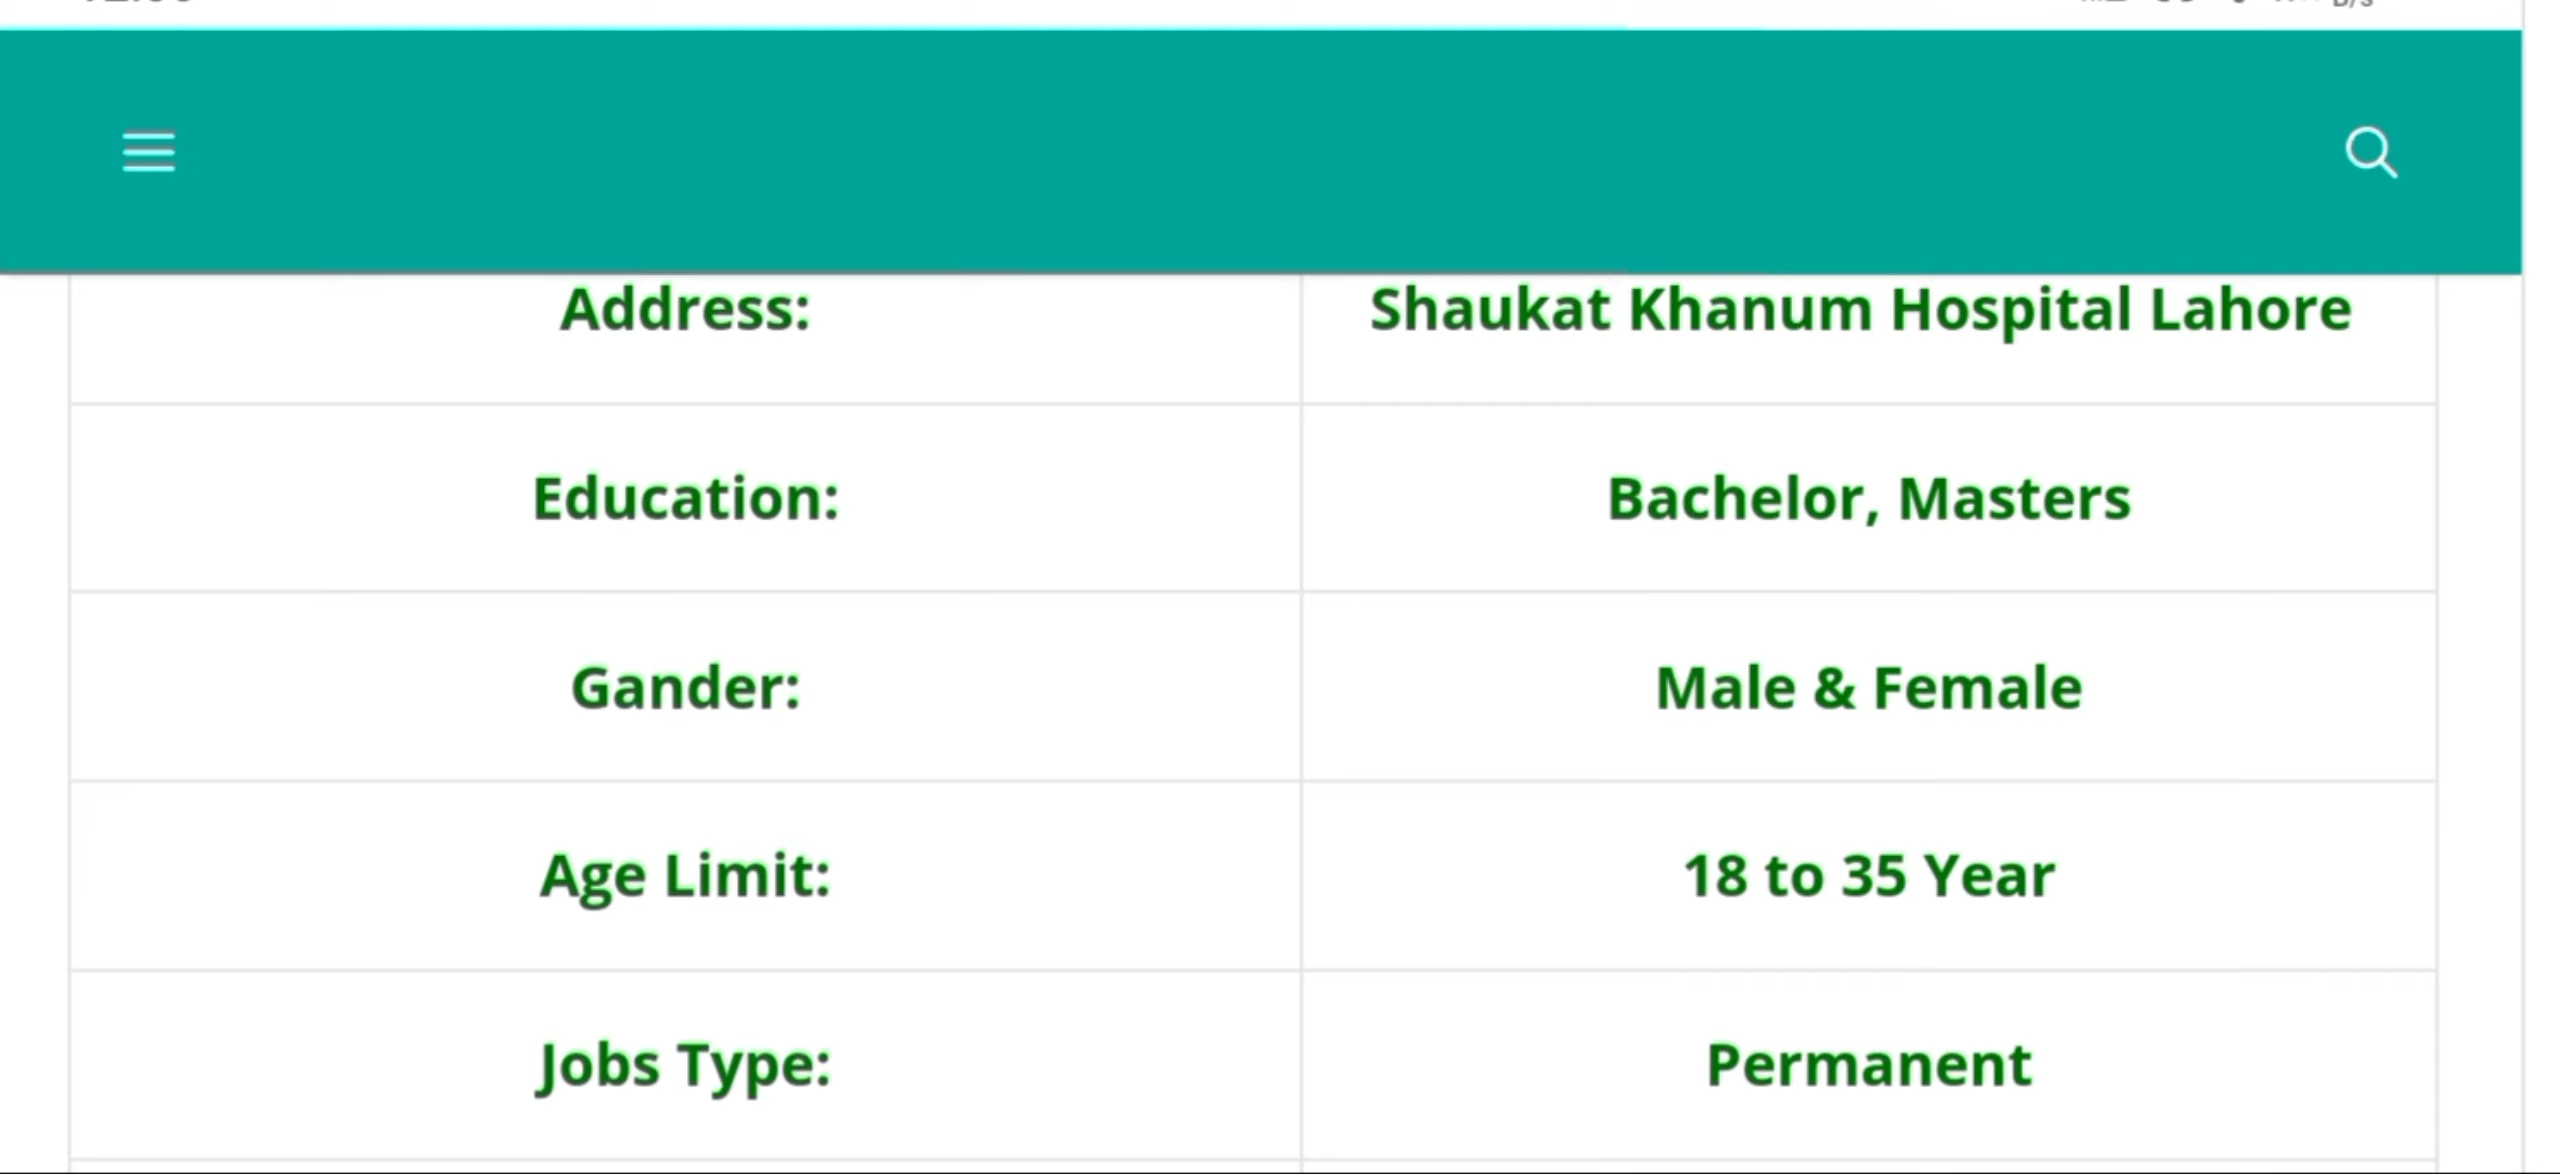 Address: Shaukat Khanum Hospital Lahore
Education: Bachelor, Masters
Gander: Male & Female
Age Limit: 18 to 35 Year
Jobs Type: Permanent